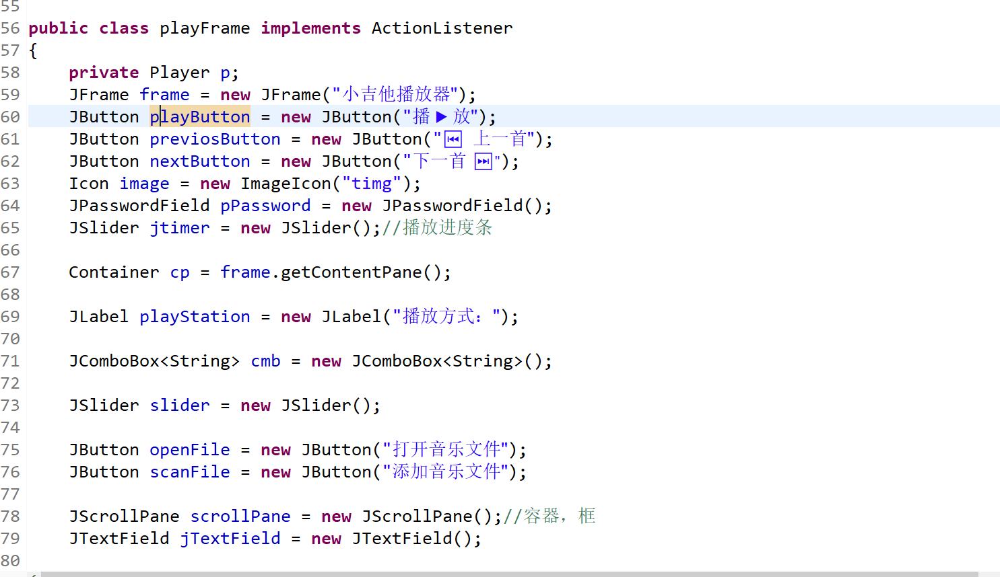 55
56 public class playFrame implements ActionListener
57 {
58     private Player p;
59     JFrame frame = new JFrame("小吉他播放器");
60     JButton playButton = new JButton("播 ▶ 放");
61     JButton previosButton = new JButton("⏮ 上一首");
62     JButton nextButton = new JButton("下一首 ⏭");
63     Icon image = new ImageIcon("timg");
64     JPasswordField pPassword = new JPasswordField();
65     JSlider jtimer = new JSlider();//播放进度条
66
67     Container cp = frame.getContentPane();
68
69     JLabel playStation = new JLabel("播放方式：");
70
71     JComboBox<String> cmb = new JComboBox<String>();
72
73     JSlider slider = new JSlider();
74
75     JButton openFile = new JButton("打开音乐文件");
76     JButton scanFile = new JButton("添加音乐文件");
77
78     JScrollPane scrollPane = new JScrollPane();//容器，框
79     JTextField jTextField = new JTextField();
80